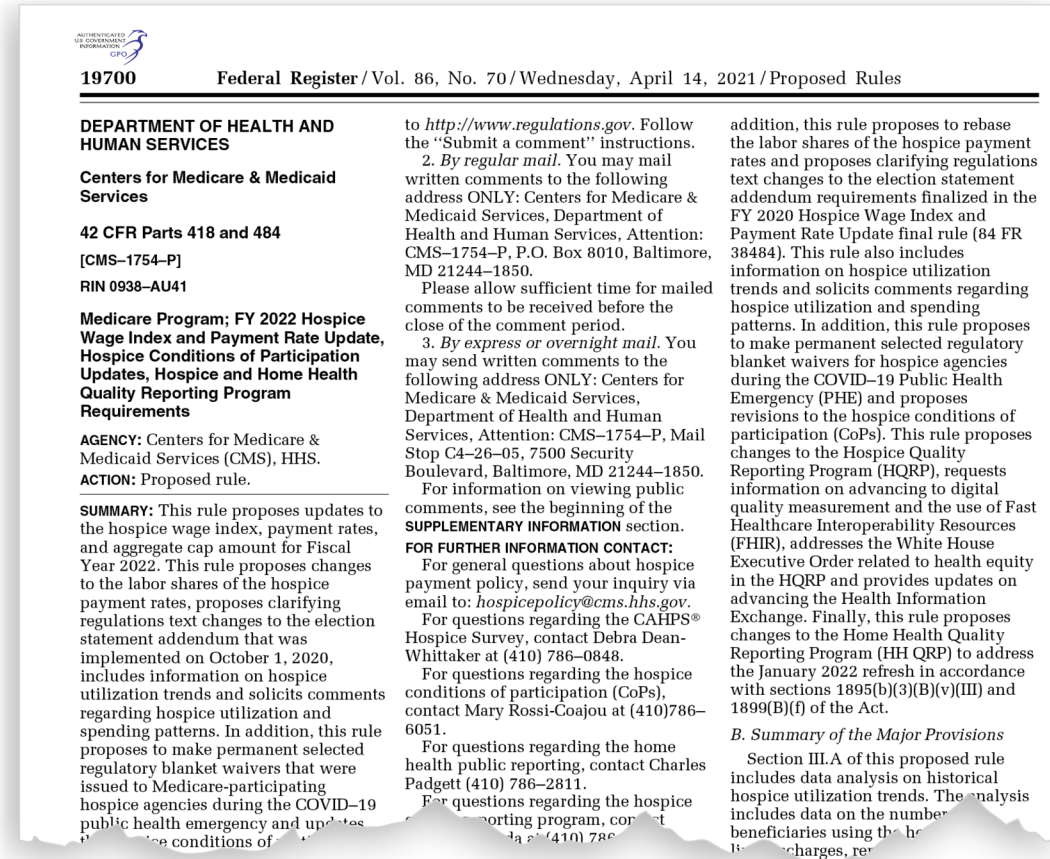 AUTHENTICATED
U.S. GOVERNMENT
INFORMATION
GPO
19700 Federal Register / Vol. 86, No. 70 / Wednesday, April 14, 2021 / Proposed Rules
DEPARTMENT OF HEALTH AND
HUMAN SERVICES
Centers for Medicare & Medicaid
Services
42 CFR Parts 418 and 484
[CMS–1754–P]
RIN 0938–AU41
Medicare Program; FY 2022 Hospice
Wage Index and Payment Rate Update,
Hospice Conditions of Participation
Updates, Hospice and Home Health
Quality Reporting Program
Requirements
AGENCY: Centers for Medicare &
Medicaid Services (CMS), HHS.
ACTION: Proposed rule.
SUMMARY: This rule proposes updates to
the hospice wage index, payment rates,
and aggregate cap amount for Fiscal
Year 2022. This rule proposes changes
to the labor shares of the hospice
payment rates, proposes clarifying
regulations text changes to the election
statement addendum that was
implemented on October 1, 2020,
includes information on hospice
utilization trends and solicits comments
regarding hospice utilization and
spending patterns. In addition, this rule
proposes to make permanent selected
regulatory blanket waivers that were
issued to Medicare-participating
hospice agencies during the COVID–19
public health emergency and updates
conditions of
to http://www.regulations.gov. Follow
the ‘‘Submit a comment’’ instructions.
2. By regular mail. You may mail
written comments to the following
address ONLY: Centers for Medicare &
Medicaid Services, Department of
Health and Human Services, Attention:
CMS–1754–P, P.O. Box 8010, Baltimore,
MD 21244–1850.
Please allow sufficient time for mailed
comments to be received before the
close of the comment period.
3. By express or overnight mail. You
may send written comments to the
following address ONLY: Centers for
Medicare & Medicaid Services,
Department of Health and Human
Services, Attention: CMS–1754–P, Mail
Stop C4–26–05, 7500 Security
Boulevard, Baltimore, MD 21244–1850.
For information on viewing public
comments, see the beginning of the
SUPPLEMENTARY INFORMATION section.
FOR FURTHER INFORMATION CONTACT:
For general questions about hospice
payment policy, send your inquiry via
email to: hospicepolicy@cms.hhs.gov.
For questions regarding the CAHPS®
Hospice Survey, contact Debra Dean-
Whittaker at (410) 786–0848.
For questions regarding the hospice
conditions of participation (CoPs),
contact Mary Rossi-Coajou at (410)786–
6051.
For questions regarding the home
health public reporting, contact Charles
Padgett (410) 786–2811.
For questions regarding the hospice
program,
at (410)
addition, this rule proposes to rebase
the labor shares of the hospice payment
rates and proposes clarifying regulations
text changes to the election statement
addendum requirements finalized in the
FY 2020 Hospice Wage Index and
Payment Rate Update final rule (84 FR
38484). This rule also includes
information on hospice utilization
trends and solicits comments regarding
hospice utilization and spending
patterns. In addition, this rule proposes
to make permanent selected regulatory
blanket waivers for hospice agencies
during the COVID–19 Public Health
Emergency (PHE) and proposes
revisions to the hospice conditions of
participation (CoPs). This rule proposes
changes to the Hospice Quality
Reporting Program (HQRP), requests
information on advancing to digital
quality measurement and the use of Fast
Healthcare Interoperability Resources
(FHIR), addresses the White House
Executive Order related to health equity
in the HQRP and provides updates on
advancing the Health Information
Exchange. Finally, this rule proposes
changes to the Home Health Quality
Reporting Program (HH QRP) to address
the January 2022 refresh in accordance
with sections 1895(b)(3)(B)(v)(III) and
1899(B)(f) of the Act.
B. Summary of the Major Provisions
Section III.A of this proposed rule
includes data analysis on historical
hospice utilization trends. The analysis
includes data on the number
beneficiaries using the